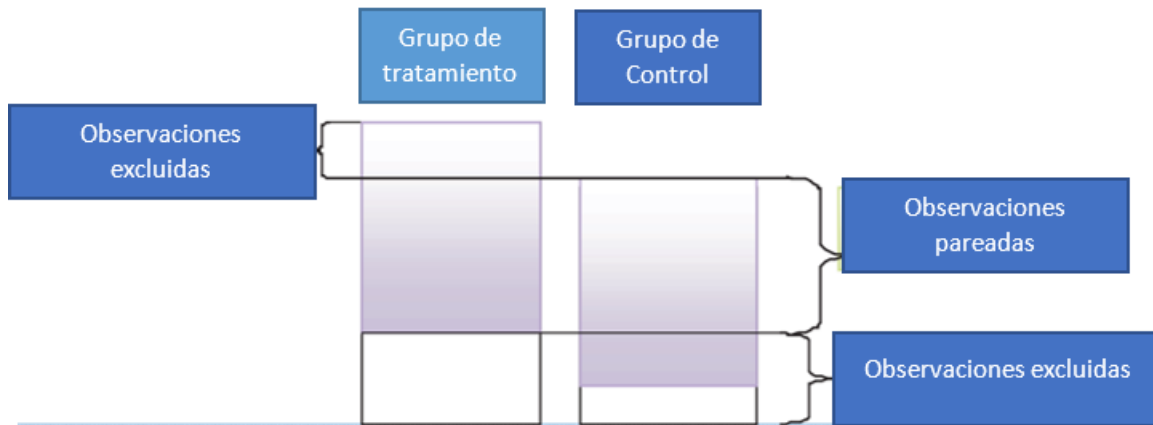 Grupo de
tratamiento
Grupo de
Control
Observaciones
excluidas
Observaciones
pareadas
Observaciones excluidas